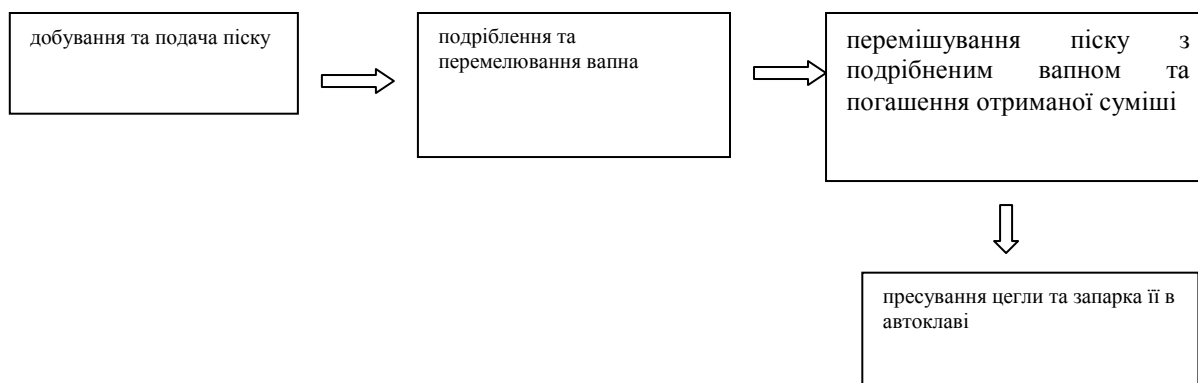 добування та подача піску
подріблення та
перемелювання вапна
перемішування піску з
подрібненим вапном та
погашення отриманої суміші
пресування цегли та запарка її в
автоклаві